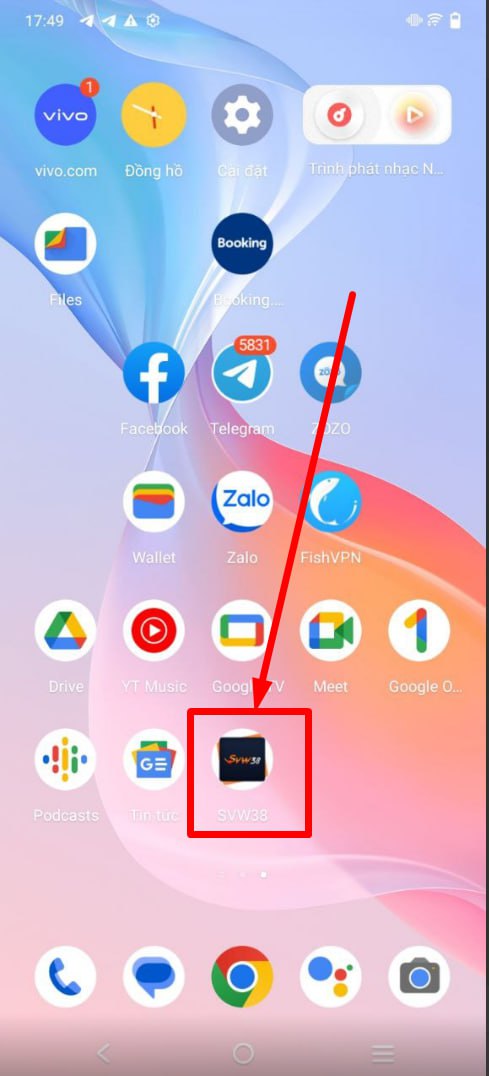 17:49
1
vivo
vivo.com
Đồng hồ
Cài đặt
Trình phát nhạc N...
Booking
Files
Booking....
5831
Facebook
Telegram
ZOZO
Zalo
Wallet
Zalo
FishVPN
Drive
YT Music
Google TV
Meet
Google O...
GE
SVW38
Podcasts
Tin tức
SVW38